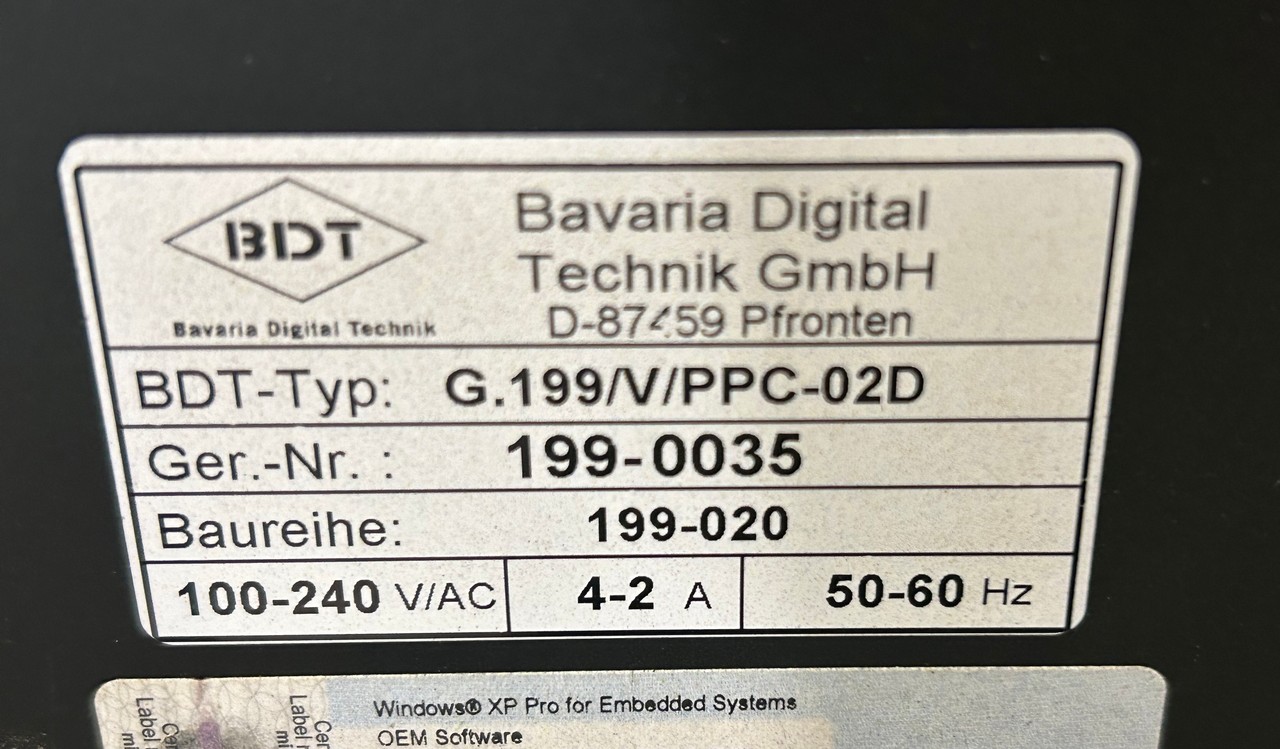 BDT
Bavaria Digital Technik
Bavaria Digital
Technik GmbH
D-87459 Pfronten
BDT-Typ: G.199/V/PPC-02D
Ger.-Nr. : 199-0035
Baureihe: 199-020
100-240 V/AC 4-2 A 50-60 Hz
Windows® XP Pro for Embedded Systems
OEM Software
Label
Label